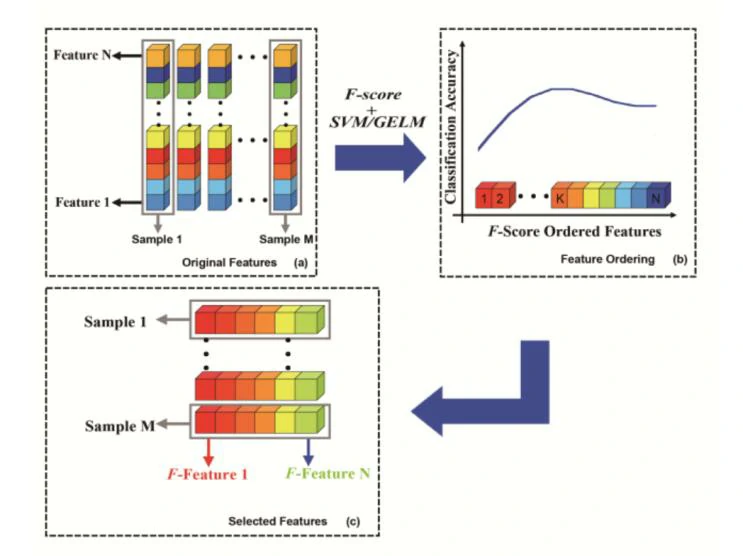 Feature N
Feature 1
Sample 1
Sample M
Original Features (a)
F-score
+
SVM/GELM
Classification Accuracy
1 2 K N
F-Score Ordered Features
Feature Ordering (b)
Sample 1
Sample M
F-Feature 1
F-Feature N
Selected Features (c)